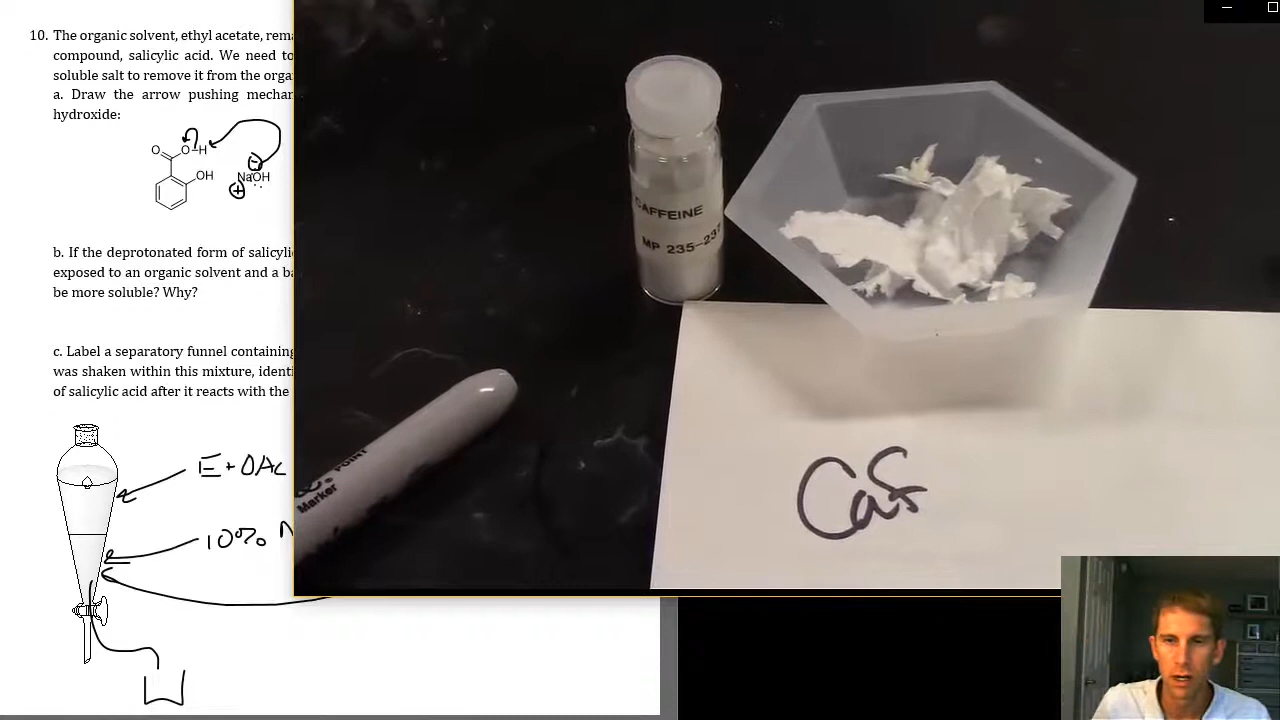 10. The organic solvent, ethyl acetate, rema
compound, salicylic acid. We need to
soluble salt to remove it from the orga
a. Draw the arrow pushing mechan
hydroxide:
O
O-H
OH
NaOH
b. If the deprotonated form of salicyli
exposed to an organic solvent and a ba
be more soluble? Why?
c. Label a separatory funnel containing
was shaken within this mixture, identi
of salicylic acid after it reacts with the
EtOAc
10% N
CAFFEINE
MP 235-237
POINT
Marker
Caf